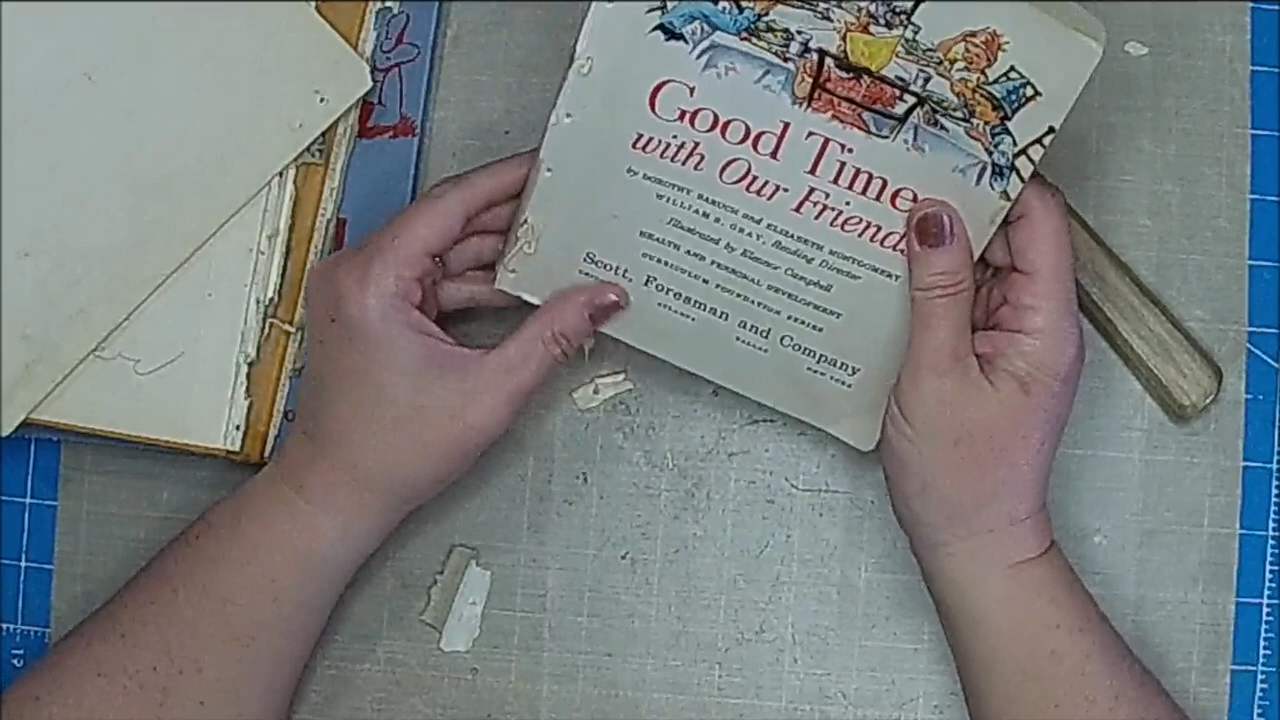 Good Time
with Our Friends
by DOROTHY BARUCH and ELIZABETH MONTGOMERY
WILLIAM S. GRAY, Reading Director
Illustrated by Eleanor Campbell
HEALTH AND PERSONAL DEVELOPMENT
CURRICULUM FOUNDATION SERIES
Scott, Foresman and Company
ATLANTA DALLAS NEW YORK